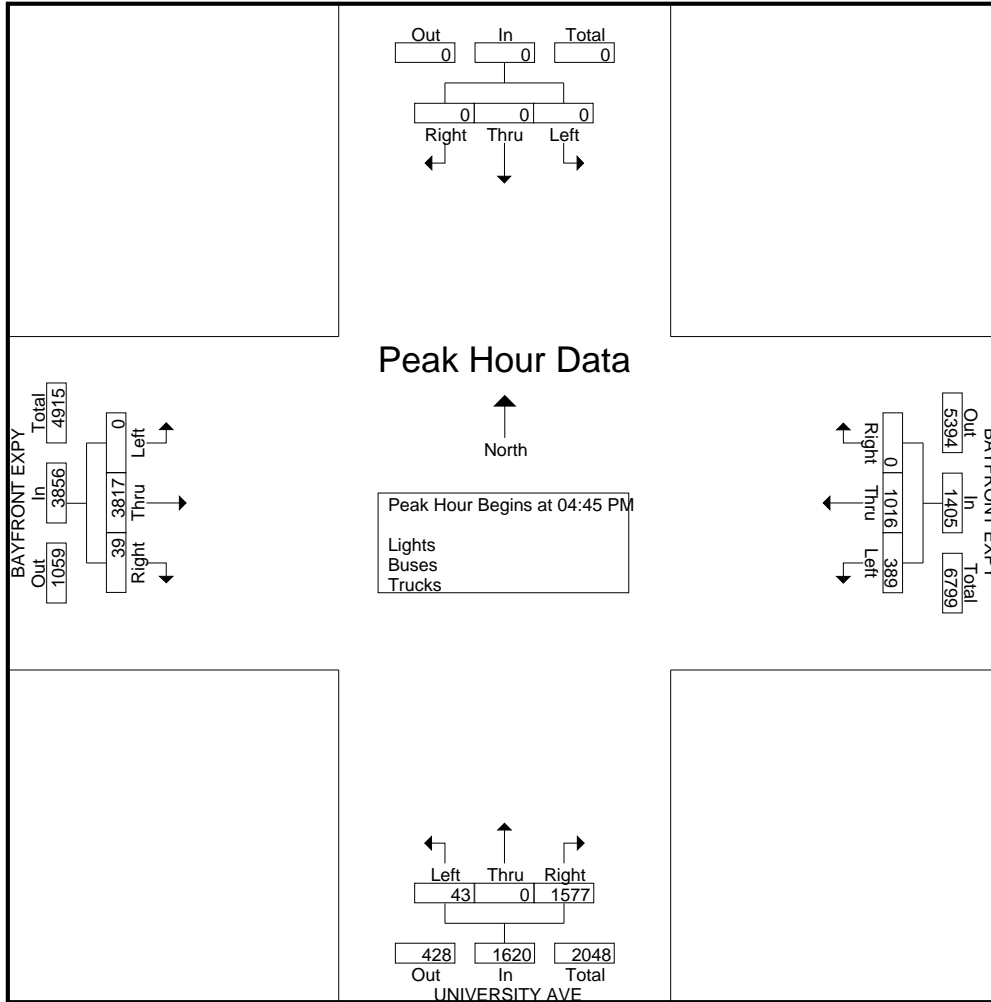 Out In Total
0 0 0
0 0 0
Right Thru Left
Peak Hour Data
North
Peak Hour Begins at 04:45 PM
Lights
Buses
Trucks
BAYFRONT EXPY
Out In Total
1059 3856 4915
39 3817 0
Right Thru Left
BAYFRONT EXPY
Out In Total
5394 1405 6799
0 1016 389
Right Thru Left
Left Thru Right
43 0 1577
428 1620 2048
Out In Total
UNIVERSITY AVE